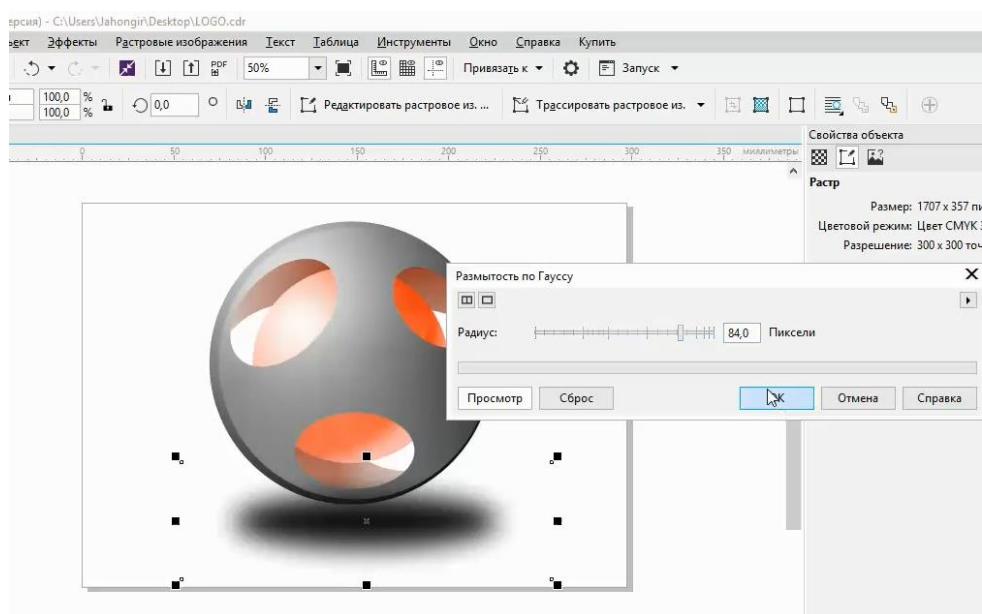 ерсия) - C:\Users\Jahongir\Desktop\LOGO.cdr
ъект Эффекты Растровые изображения Текст Таблица Инструменты Окно Справка Купить
PDF 50% Привязать к Запуск
100,0 %
100,0 %
0,0 Редактировать растровое из. ... Трассировать растровое из.
Свойства объекта
0 50 100 150 200 250 300 350 миллиметры
Растр
Размер: 1707 x 357 пи
Цветовой режим: Цвет CMYK 3
Разрешение: 300 x 300 точ
Размытость по Гауссу
Радиус: 84,0 Пиксели
Просмотр Сброс OK Отмена Справка